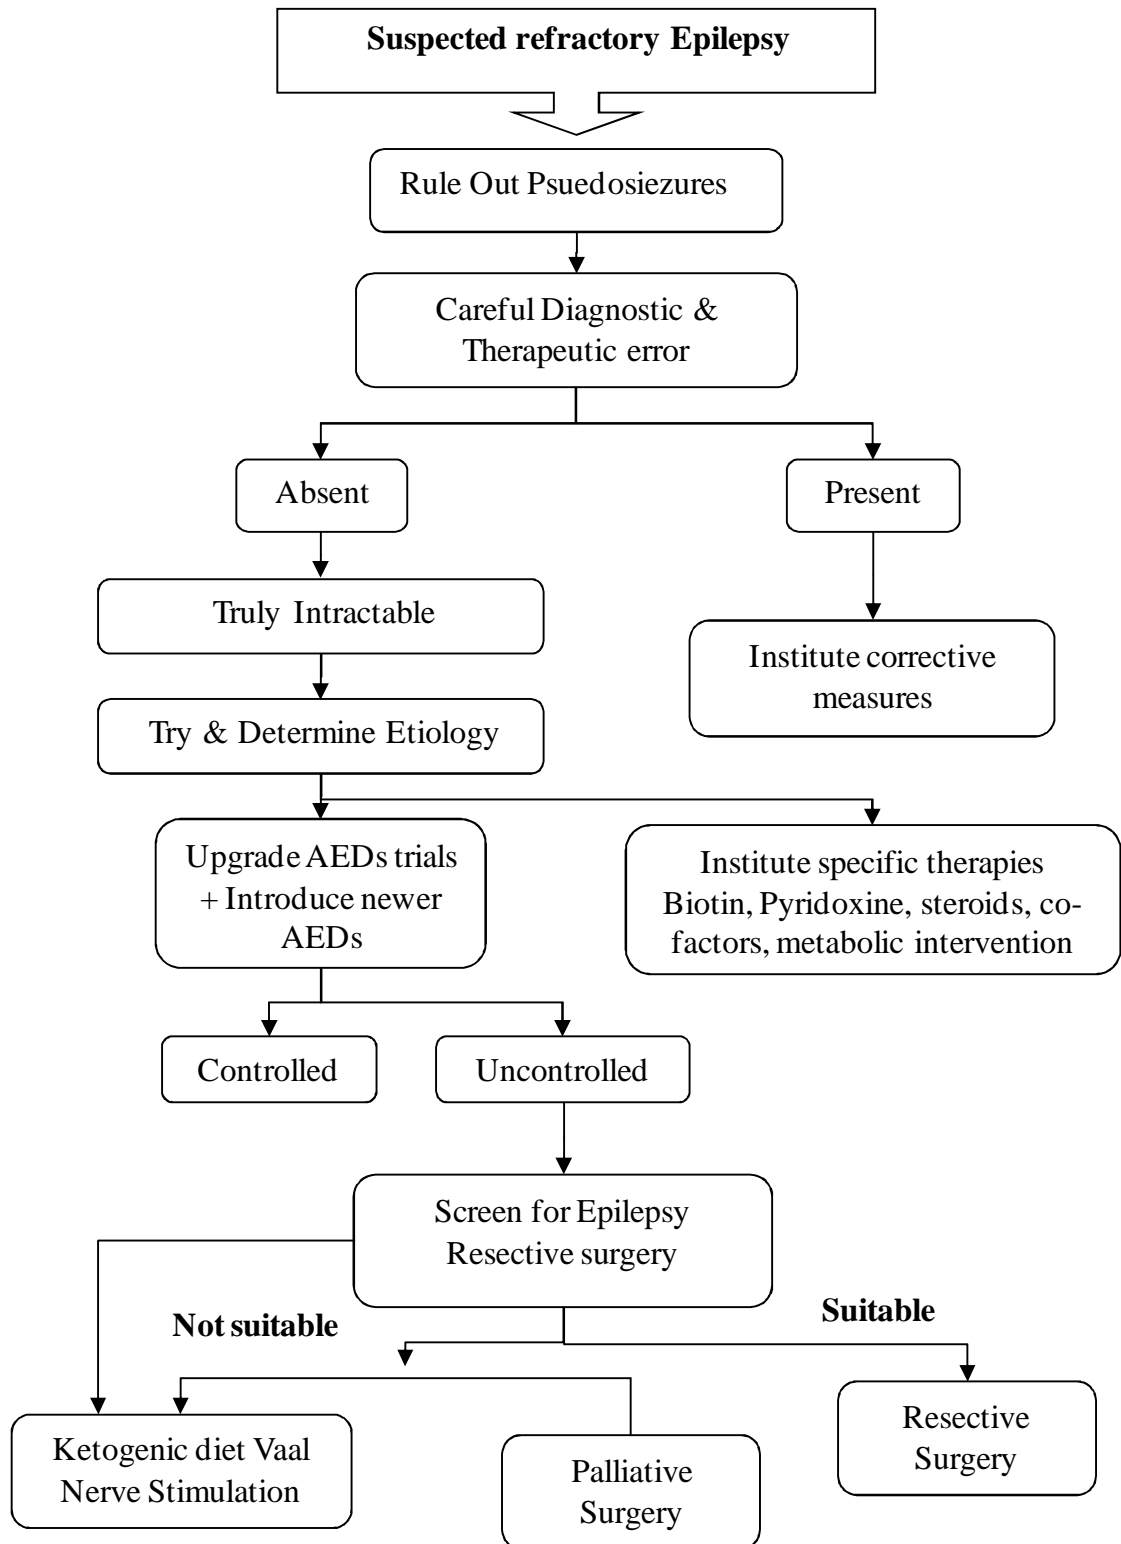 Suspected refractory Epilepsy
Rule Out Psuedosiezures
Careful Diagnostic &
Therapeutic error
Absent
Present
Truly Intractable
Institute corrective
measures
Try & Determine Etiology
Upgrade AEDs trials
+ Introduce newer
AEDs
Institute specific therapies
Biotin, Pyridoxine, steroids, co-
factors, metabolic intervention
Controlled
Uncontrolled
Screen for Epilepsy
Resective surgery
Not suitable
Suitable
Ketogenic diet Vaal
Nerve Stimulation
Palliative
Surgery
Resective
Surgery